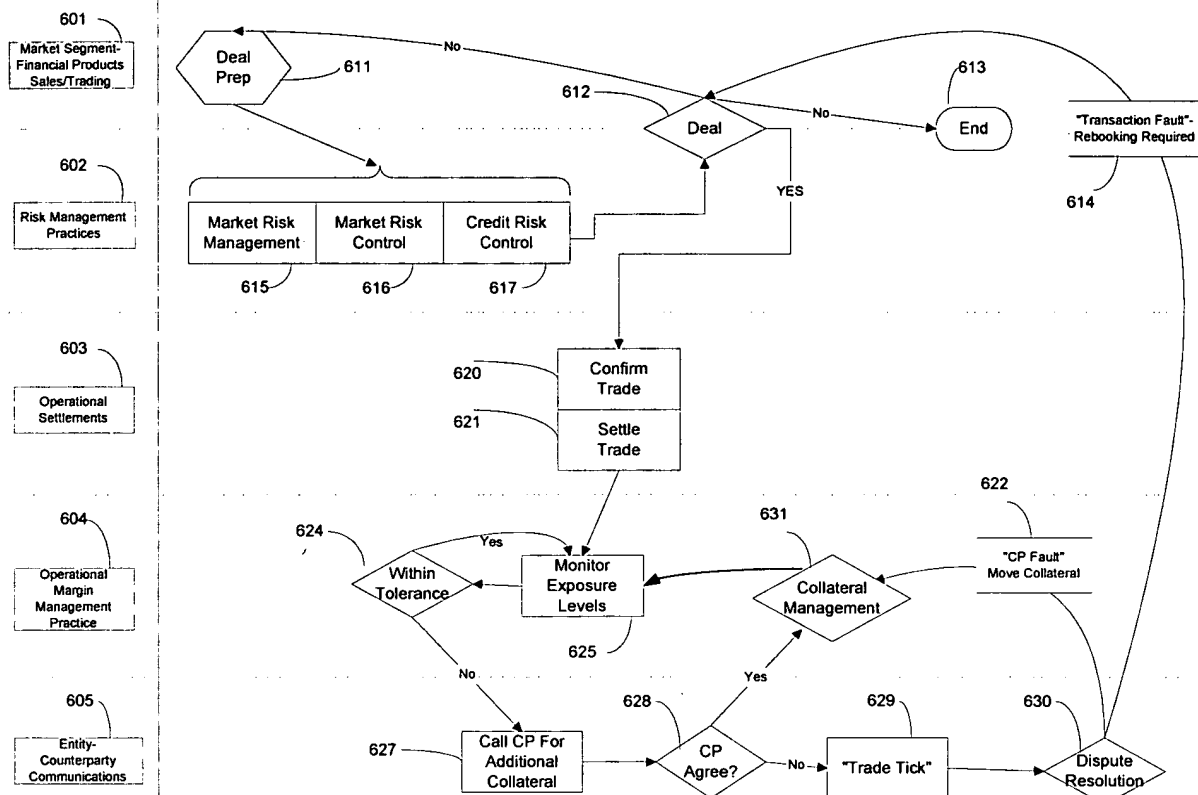 601
Market Segment-
Financial Products
Sales/Trading
Deal
Prep
611
No
612
Deal
No
613
End
"Transaction Fault"-
Rebooking Required
614
YES
602
Risk Management
Practices
Market Risk
Management
Market Risk
Control
Credit Risk
Control
615
616
617
603
Operational
Settlements
620
Confirm
Trade
621
Settle
Trade
604
Operational
Margin
Management
Practice
624
Yes
Within
Tolerance
Monitor
Exposure
Levels
625
631
Collateral
Management
622
"CP Fault"
Move Collateral
No
Yes
605
Entity-
Counterparty
Communications
627
Call CP For
Additional
Collateral
628
CP
Agree?
No
629
"Trade Tick"
630
Dispute
Resolution